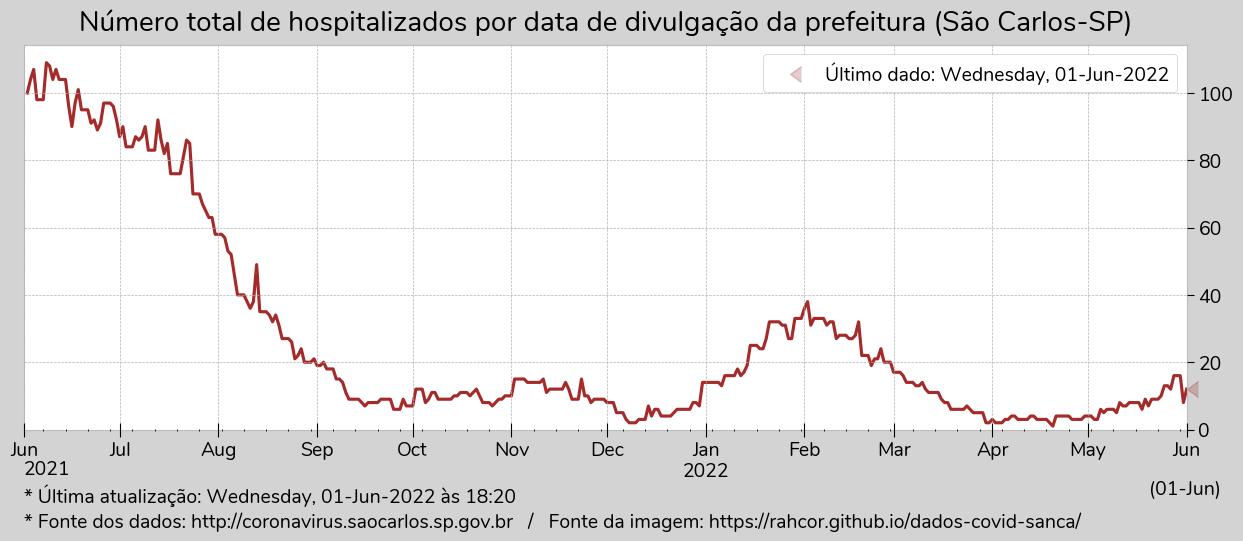 Número total de hospitalizados por data de divulgação da prefeitura (São Carlos-SP)
Último dado: Wednesday, 01-Jun-2022
100
80
60
40
20
0
Jun Jul Aug Sep Oct Nov Dec Jan Feb Mar Apr May Jun
2021 2022
(01-Jun)
* Última atualização: Wednesday, 01-Jun-2022 às 18:20
* Fonte dos dados: http://coronavirus.saocarlos.sp.gov.br / Fonte da imagem: https://rahcor.github.io/dados-covid-sanca/